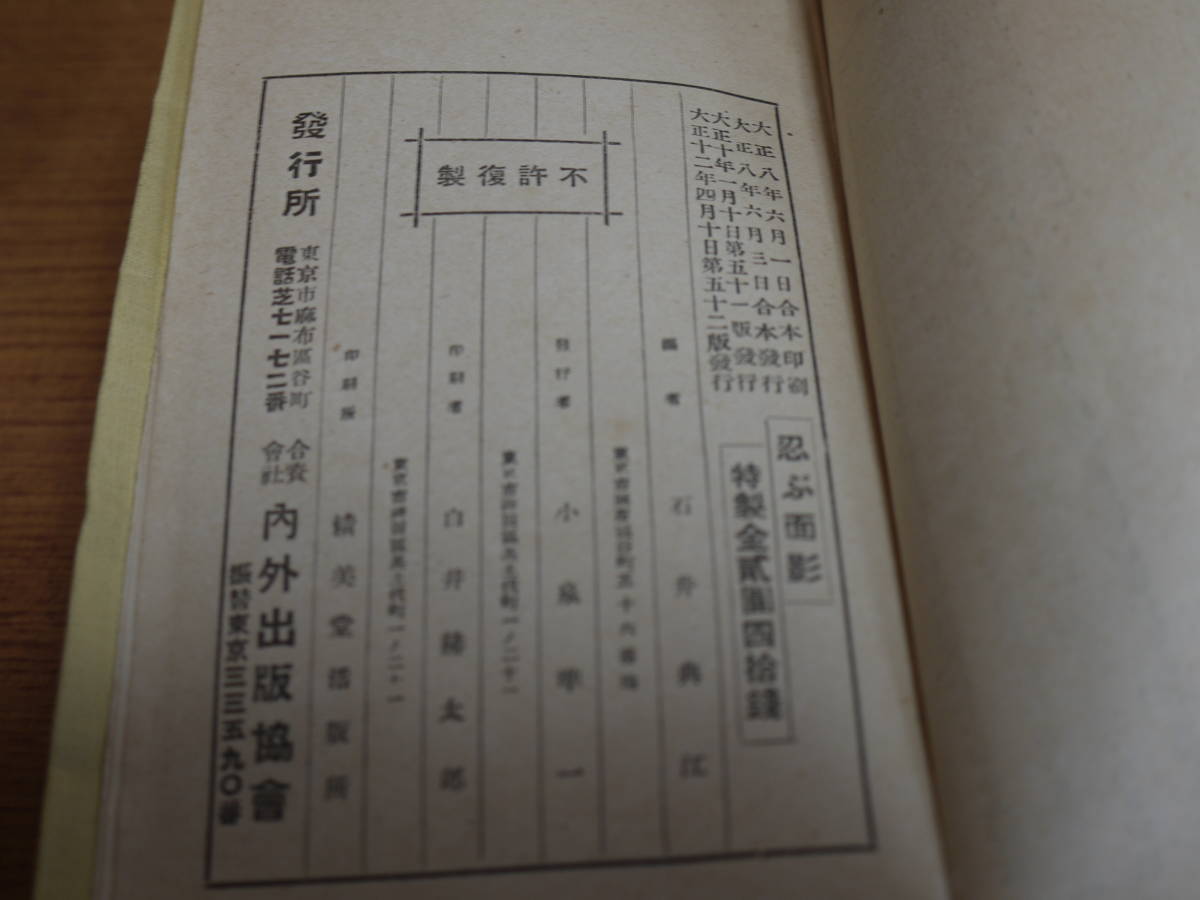 大正八年六月一日合本印刷
大正八年六月三日合本發行
大正十年一月十日第五十一版發行
大正十二年四月十日第五十二版發行
忍ぶ面影
特製金貳圓四拾錢
不許復製
編者
石井典江
發行者
小泉
一
印刷者
白井
太郎
印刷所
美堂活版所
發行所
東京市麻布區谷町
電話芝七一七二番
合資
會社
內外出版協會
振替東京三三五九〇番